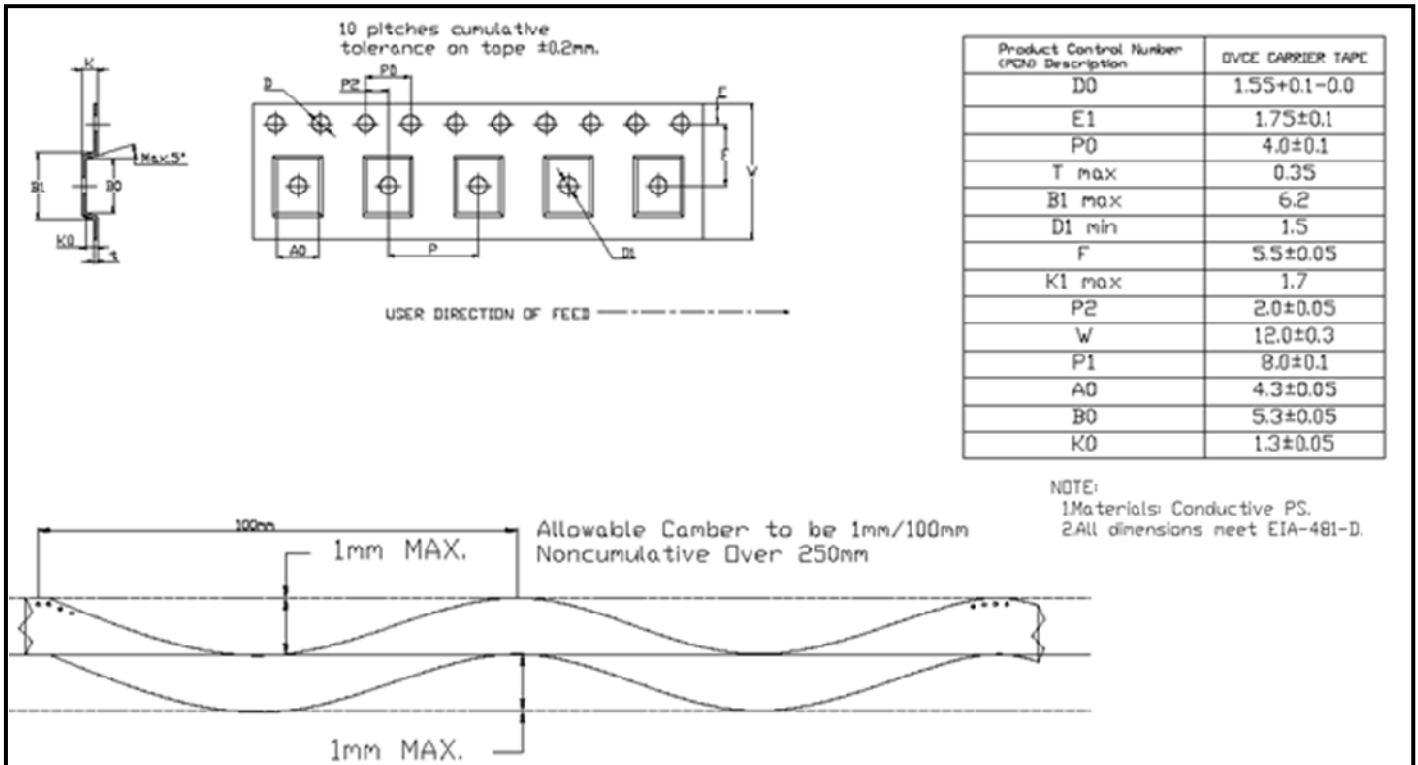 10 pitches cumulative
tolerance on tape ±0.2mm.
K
D
P2
P0
E
Max.5°
B1
B0
F
W
K0
t
A0
P
D1
USER DIRECTION OF FEED
Product Control Number
(PCN) Description
OVCE CARRIER TAPE
D0 1.55+0.1-0.0
E1 1.75±0.1
P0 4.0±0.1
T max 0.35
B1 max 6.2
D1 min 1.5
F 5.5±0.05
K1 max 1.7
P2 2.0±0.05
W 12.0±0.3
P1 8.0±0.1
A0 4.3±0.05
B0 5.3±0.05
K0 1.3±0.05
NOTE:
1.Materials: Conductive PS.
2.All dimensions meet EIA-481-D.
100mm
1mm MAX.
Allowable Camber to be 1mm/100mm
Noncumulative Over 250mm
1mm MAX.